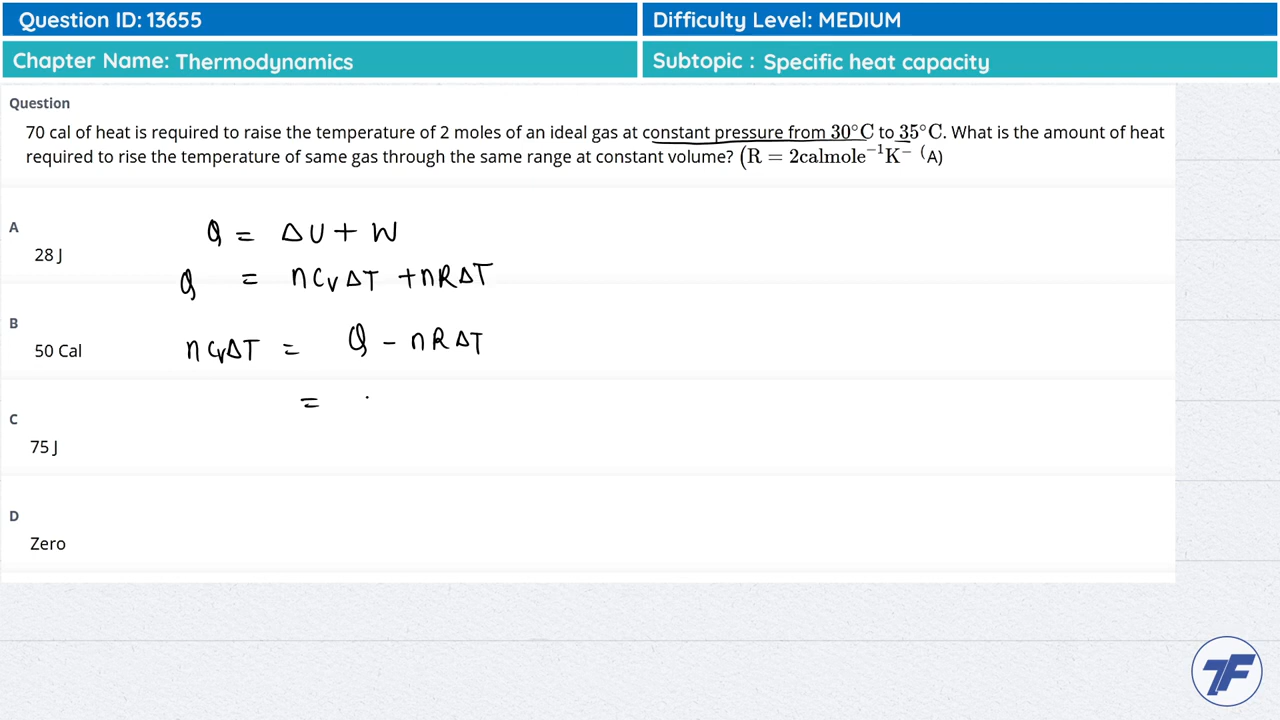 Question ID: 13655
Difficulty Level: MEDIUM
Chapter Name: Thermodynamics
Subtopic : Specific heat capacity
Question
70 cal of heat is required to raise the temperature of 2 moles of an ideal gas at constant pressure from 30°C to 35°C. What is the amount of heat
required to rise the temperature of same gas through the same range at constant volume? (R = 2calmole⁻¹K⁻ ⁽A)
A
28 J
Q = ΔU + W
Q = nCvΔT + nRΔT
B
50 Cal
nCvΔT = Q - nRΔT
=
C
75 J
D
Zero
7F